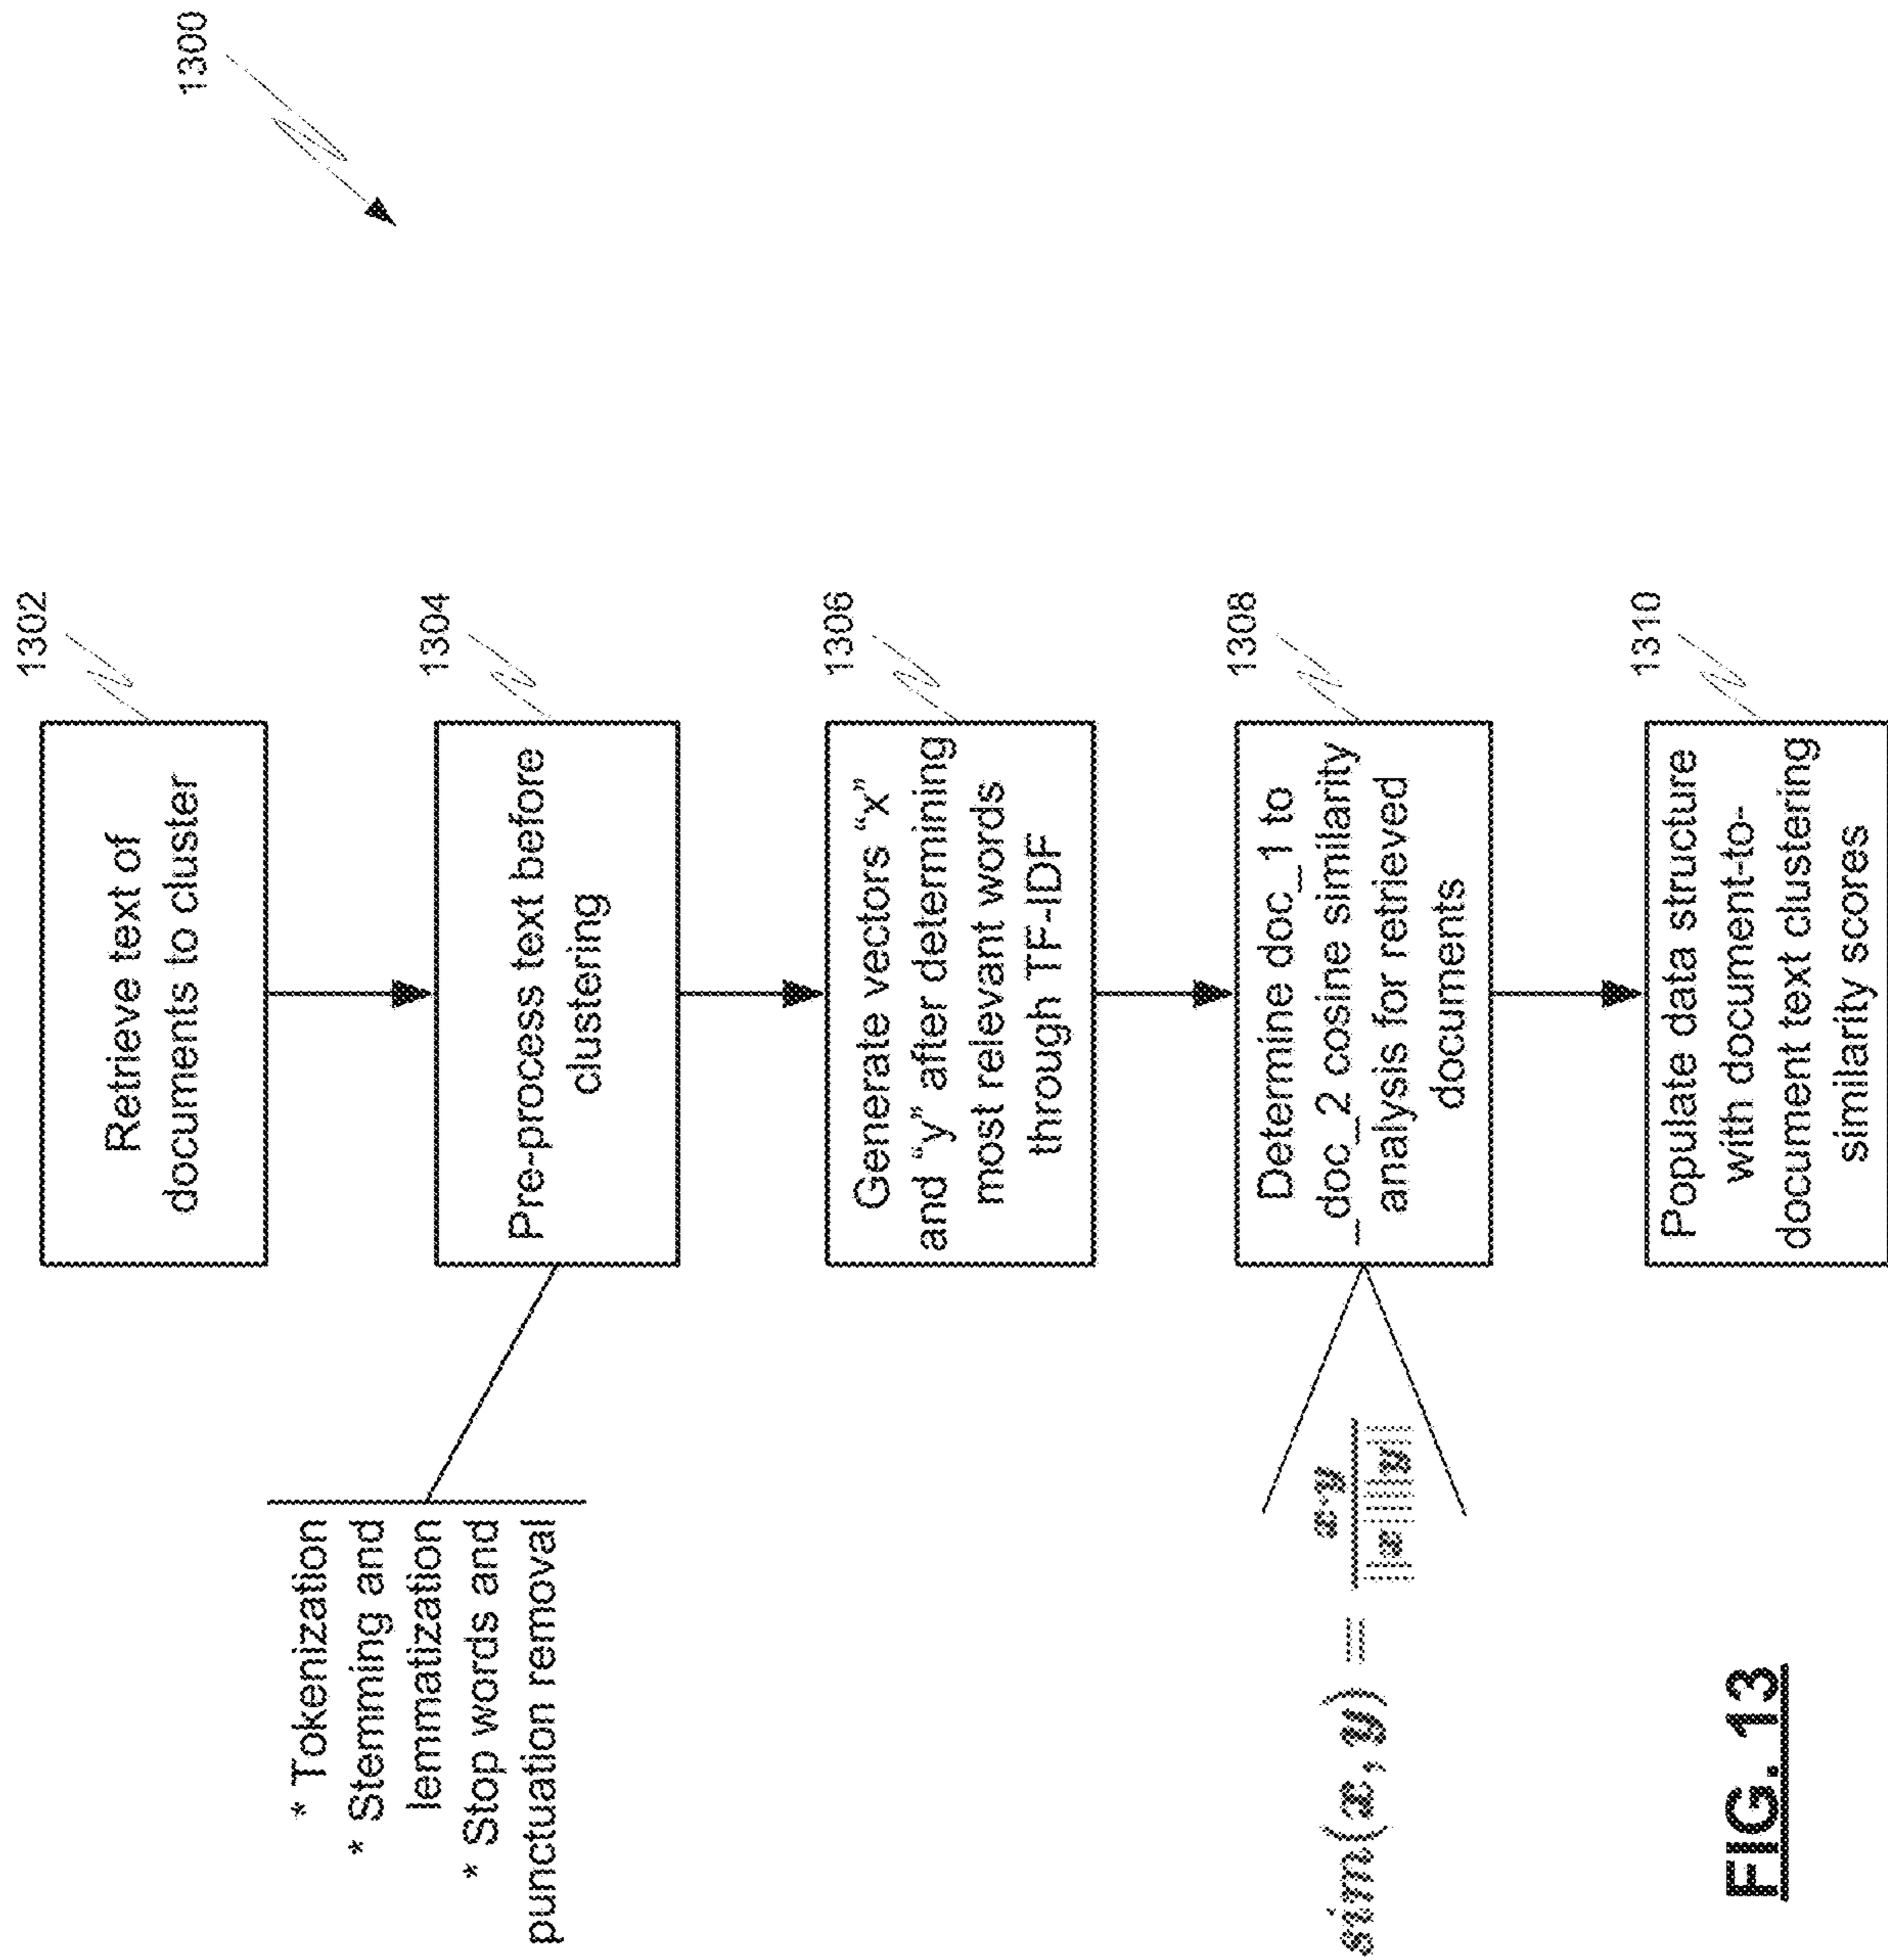 1300
1302
Retrieve text of
documents to cluster
1304
Pre-process text before
clustering
* Tokenization
* Stemming and
lemmatization
* Stop words and
punctuation removal
1306
Generate vectors “x”
and “y” after determining
most relevant words
through TF-IDF
1308
Determine doc_1 to
_doc_2 cosine similarity
analysis for retrieved
documents
sim(x, y) = x·y / ||x|| ||y||
1310
Populate data structure
with document-to-
document text clustering
similarity scores
FIG. 13